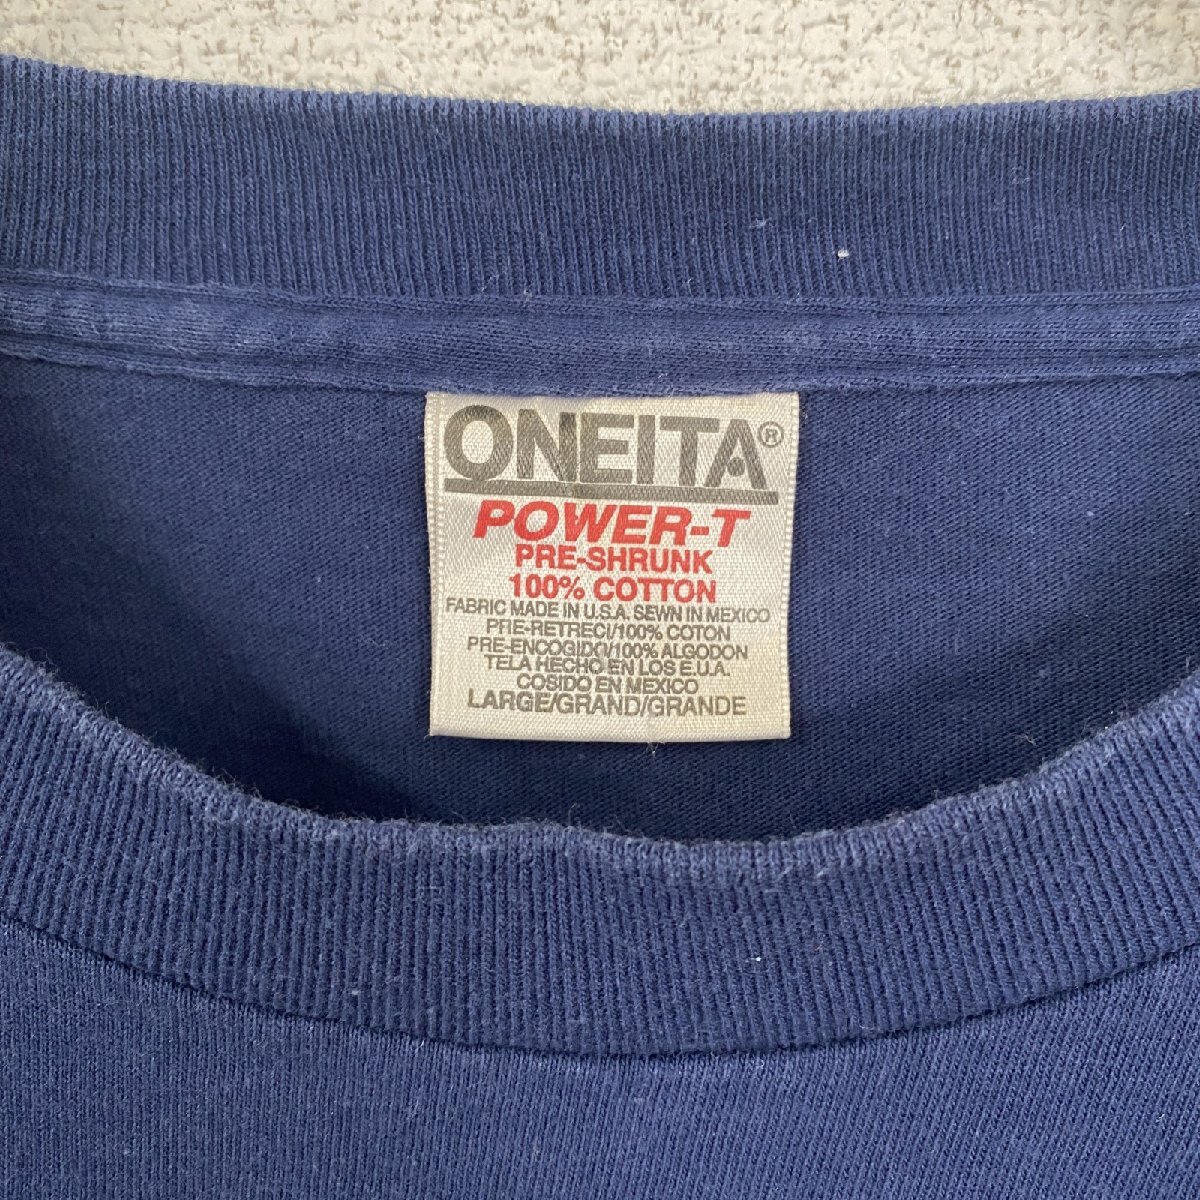 ONEITA®
POWER-T
PRE-SHRUNK
100% COTTON
FABRIC MADE IN U.S.A. SEWN IN MEXICO
PRE-RETRECI/100% COTON
PRE-ENCOGIDO/100% ALGODON
TELA HECHO EN LOS E.U.A.
COSIDO EN MEXICO
LARGE/GRAND/GRANDE